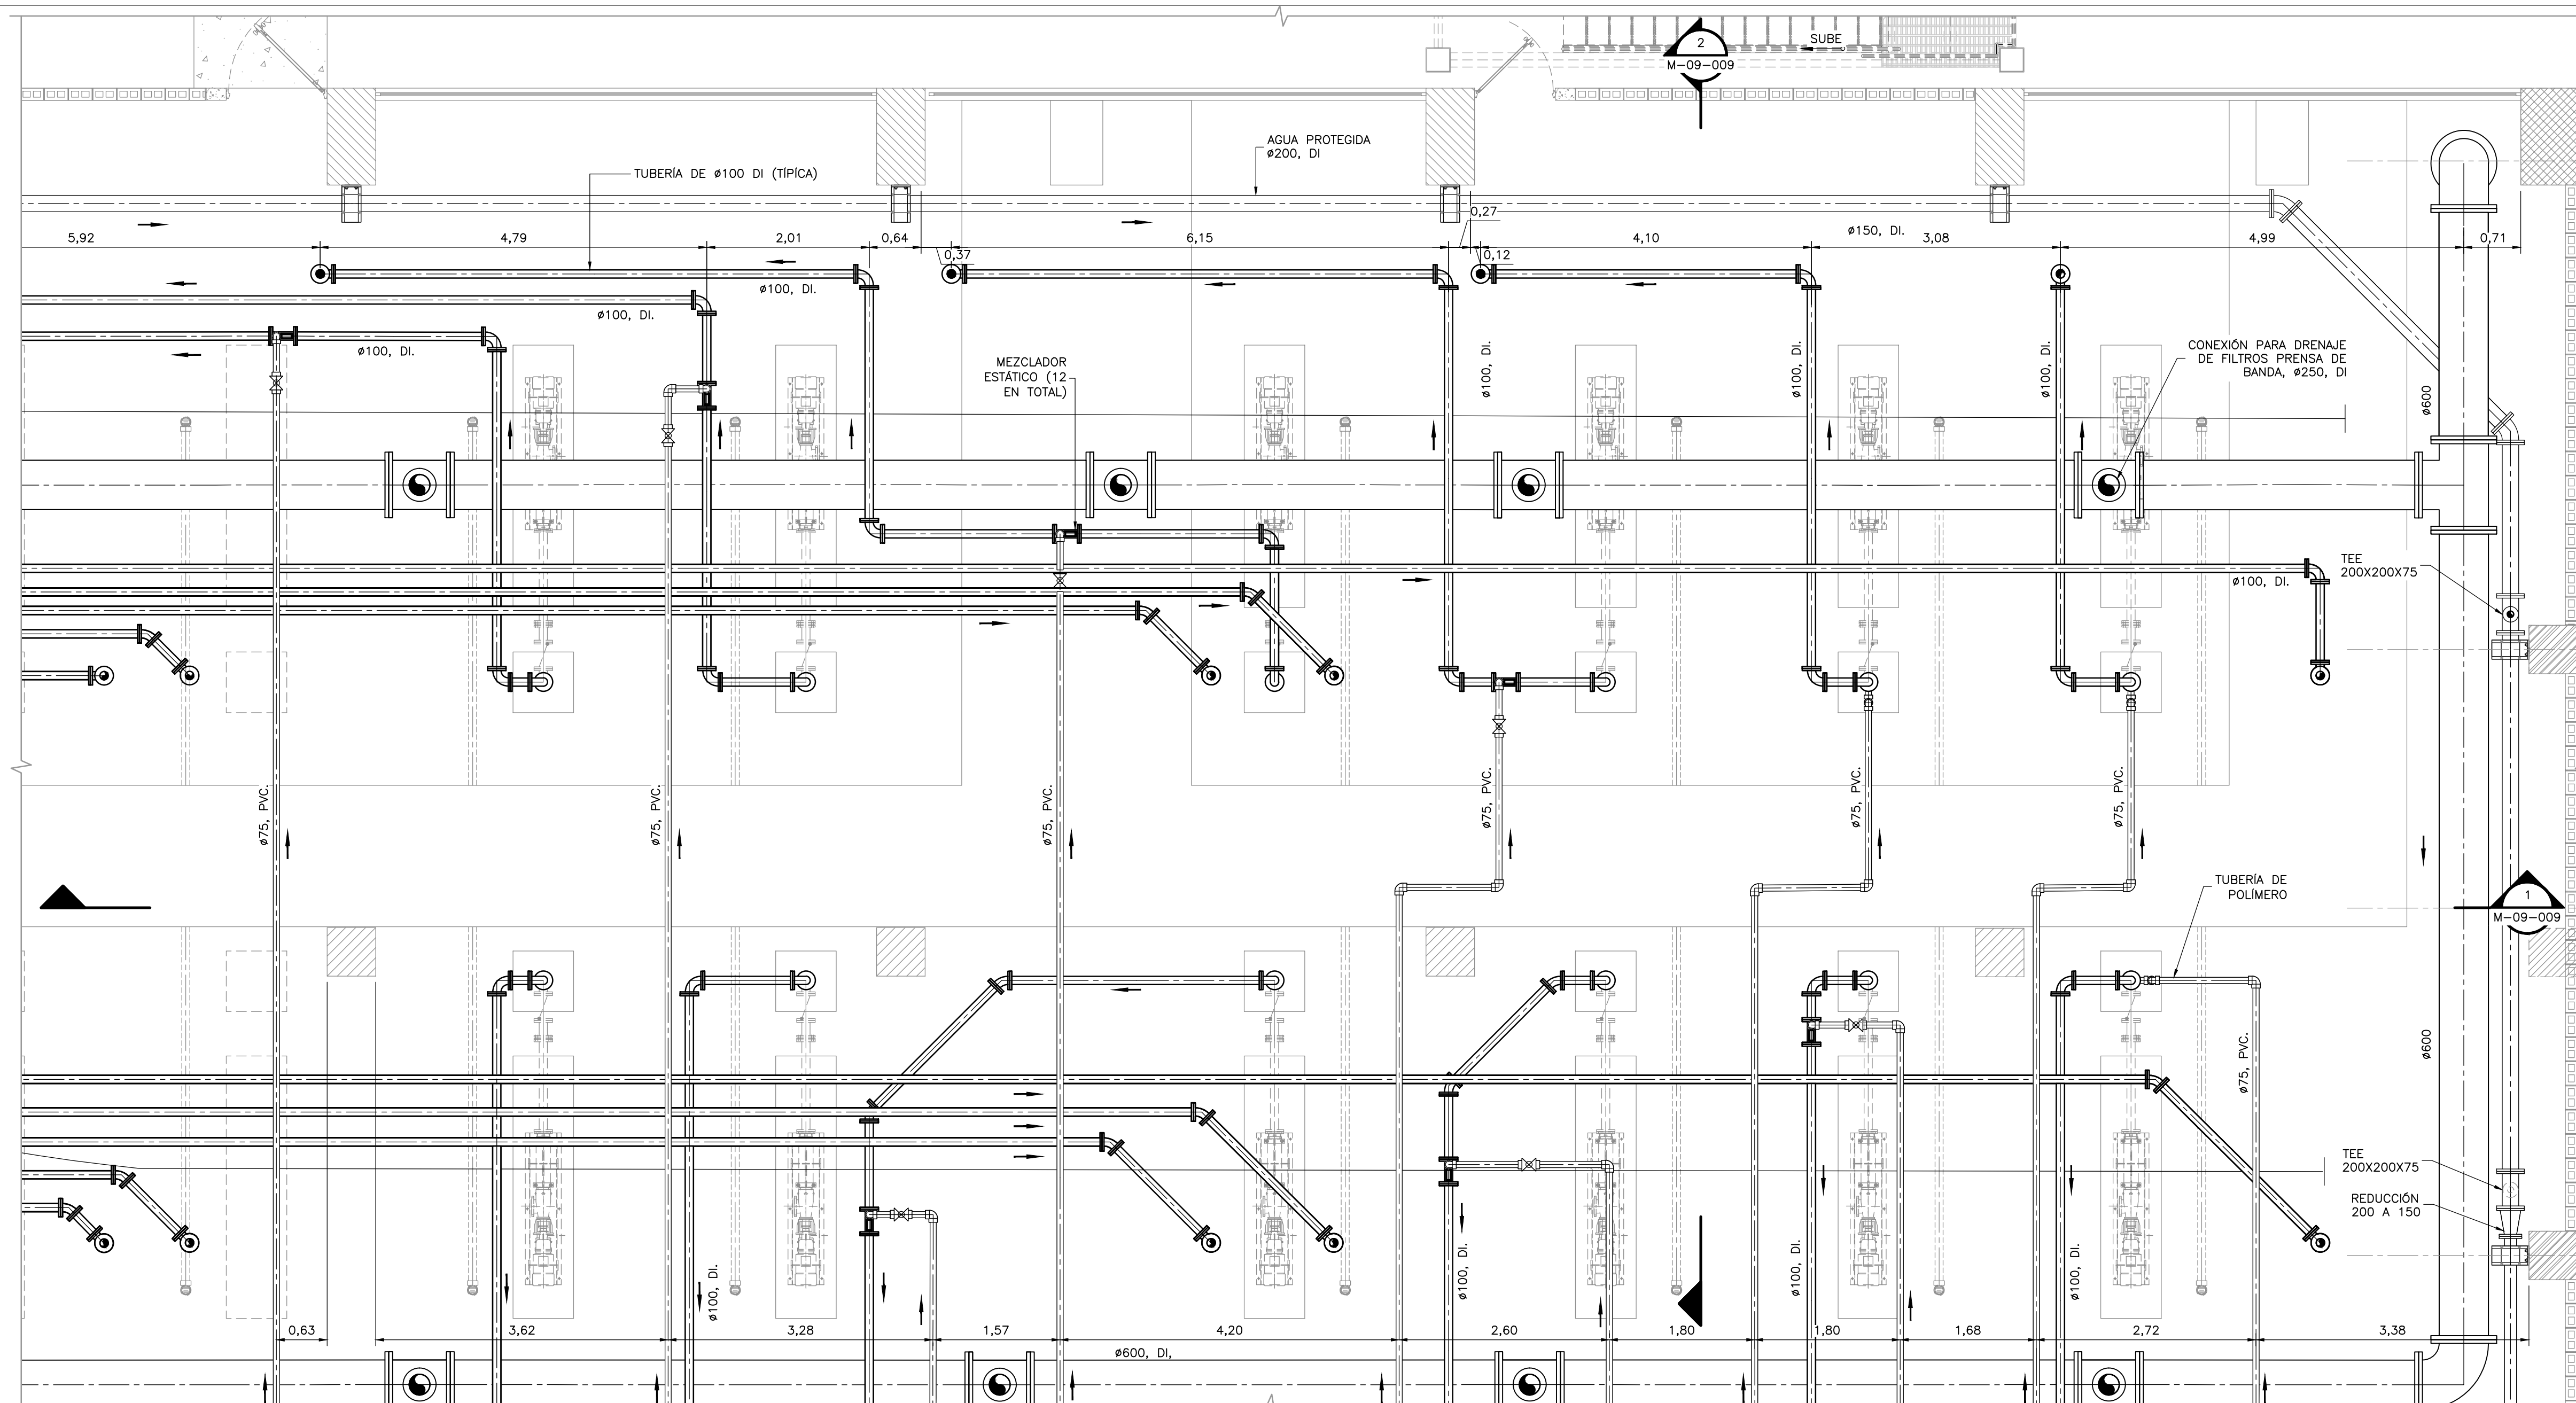 2
M-09-009
SUBE
AGUA PROTEGIDA
ø200, DI
TUBERÍA DE ø100 DI (TÍPÍCA)
5,92
4,79
2,01
0,64
0,37
6,15
0,27
0,12
4,10
ø150, DI.
3,08
4,99
0,71
ø100, DI.
ø100, DI.
ø100, DI.
MEZCLADOR
ESTÁTICO (12
EN TOTAL)
ø100, DI.
ø100, DI.
ø100, DI.
CONEXIÓN PARA DRENAJE
DE FILTROS PRENSA DE
BANDA, ø250, DI
ø600
TEE
200X200X75
ø100, DI.
ø75, PVC.
ø75, PVC.
ø75, PVC.
ø75, PVC.
ø75, PVC.
ø75, PVC.
TUBERÍA DE
POLÍMERO
1
M-09-009
ø600
ø75, PVC.
TEE
200X200X75
REDUCCIÓN
200 A 150
ø100, DI.
ø100, DI.
ø100, DI.
ø100, DI.
0,63
3,62
3,28
1,57
4,20
2,60
1,80
1,80
1,68
2,72
3,38
ø600, DI,